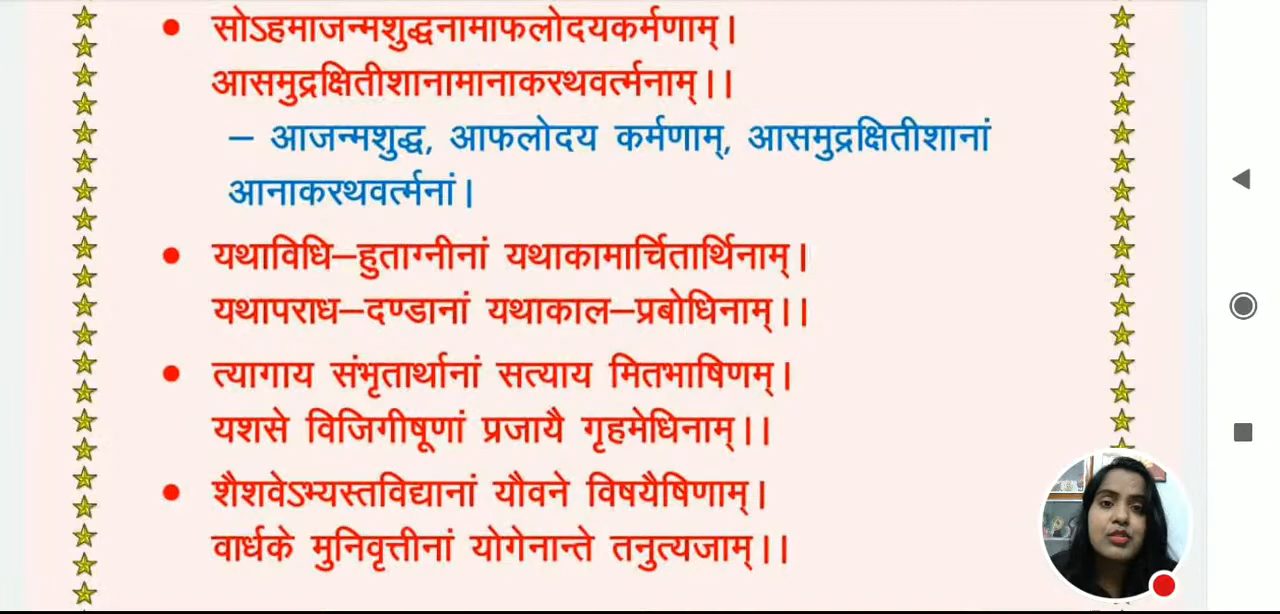 सोऽहमाजन्मशुद्धनामाफलोदयकर्मणाम्।
आसमुद्रक्षितीशानामानाकरथवर्त्मनाम्।।
– आजन्मशुद्ध, आफलोदय कर्मणाम्, आसमुद्रक्षितीशानां
आनाकरथवर्त्मनां।
यथाविधि–हुताग्नीनां यथाकामार्चितार्थिनाम्।
यथापराध–दण्डानां यथाकाल–प्रबोधिनाम्।।
त्यागाय संभृतार्थानां सत्याय मितभाषिणम्।
यशसे विजिगीषूणां प्रजायै गृहमेधिनाम्।।
शैशवेऽभ्यस्तविद्यानां यौवने विषयैषिणाम्।
वार्धके मुनिवृत्तीनां योगेनान्ते तनुत्यजाम्।।